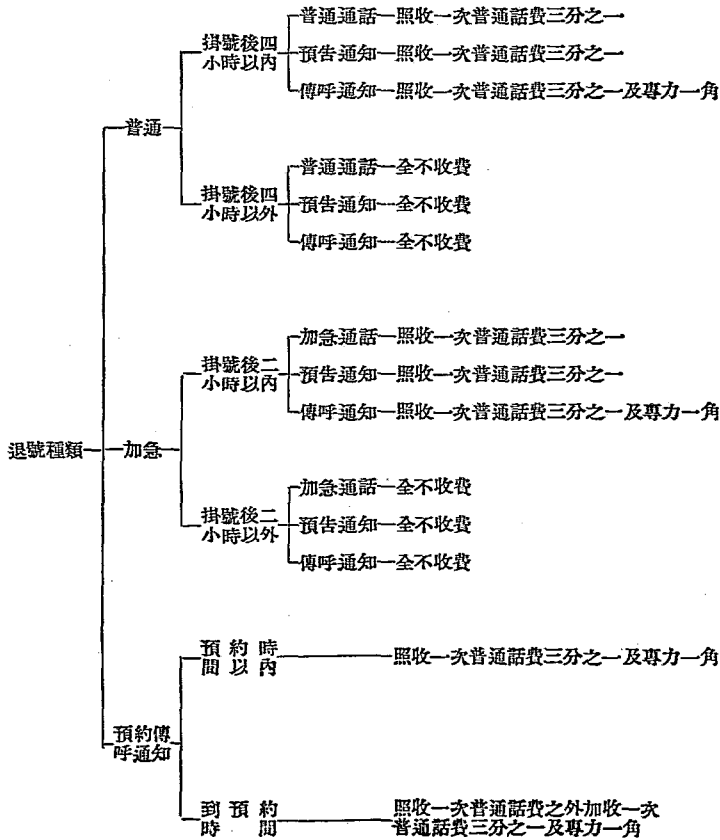 退號種類
普通
掛號後四
小時以內
普通通話—照收一次普通話費三分之一
預告通知—照收一次普通話費三分之一
傳呼通知—照收一次普通話費三分之一及專力一角
掛號後四
小時以外
普通通話—全不收費
預告通知—全不收費
傳呼通知—全不收費
加急
掛號後二
小時以內
加急通話—照收一次普通話費三分之一
預告通知—照收一次普通話費三分之一
傳呼通知—照收一次普通話費三分之一及專力一角
掛號後二
小時以外
加急通話—全不收費
預告通知—全不收費
傳呼通知—全不收費
預約傳
呼通知
預約時
間以內
照收一次普通話費三分之一及專力一角
到預約
時間
照收一次普通話費之外加收一次
普通話費三分之一及專力一角